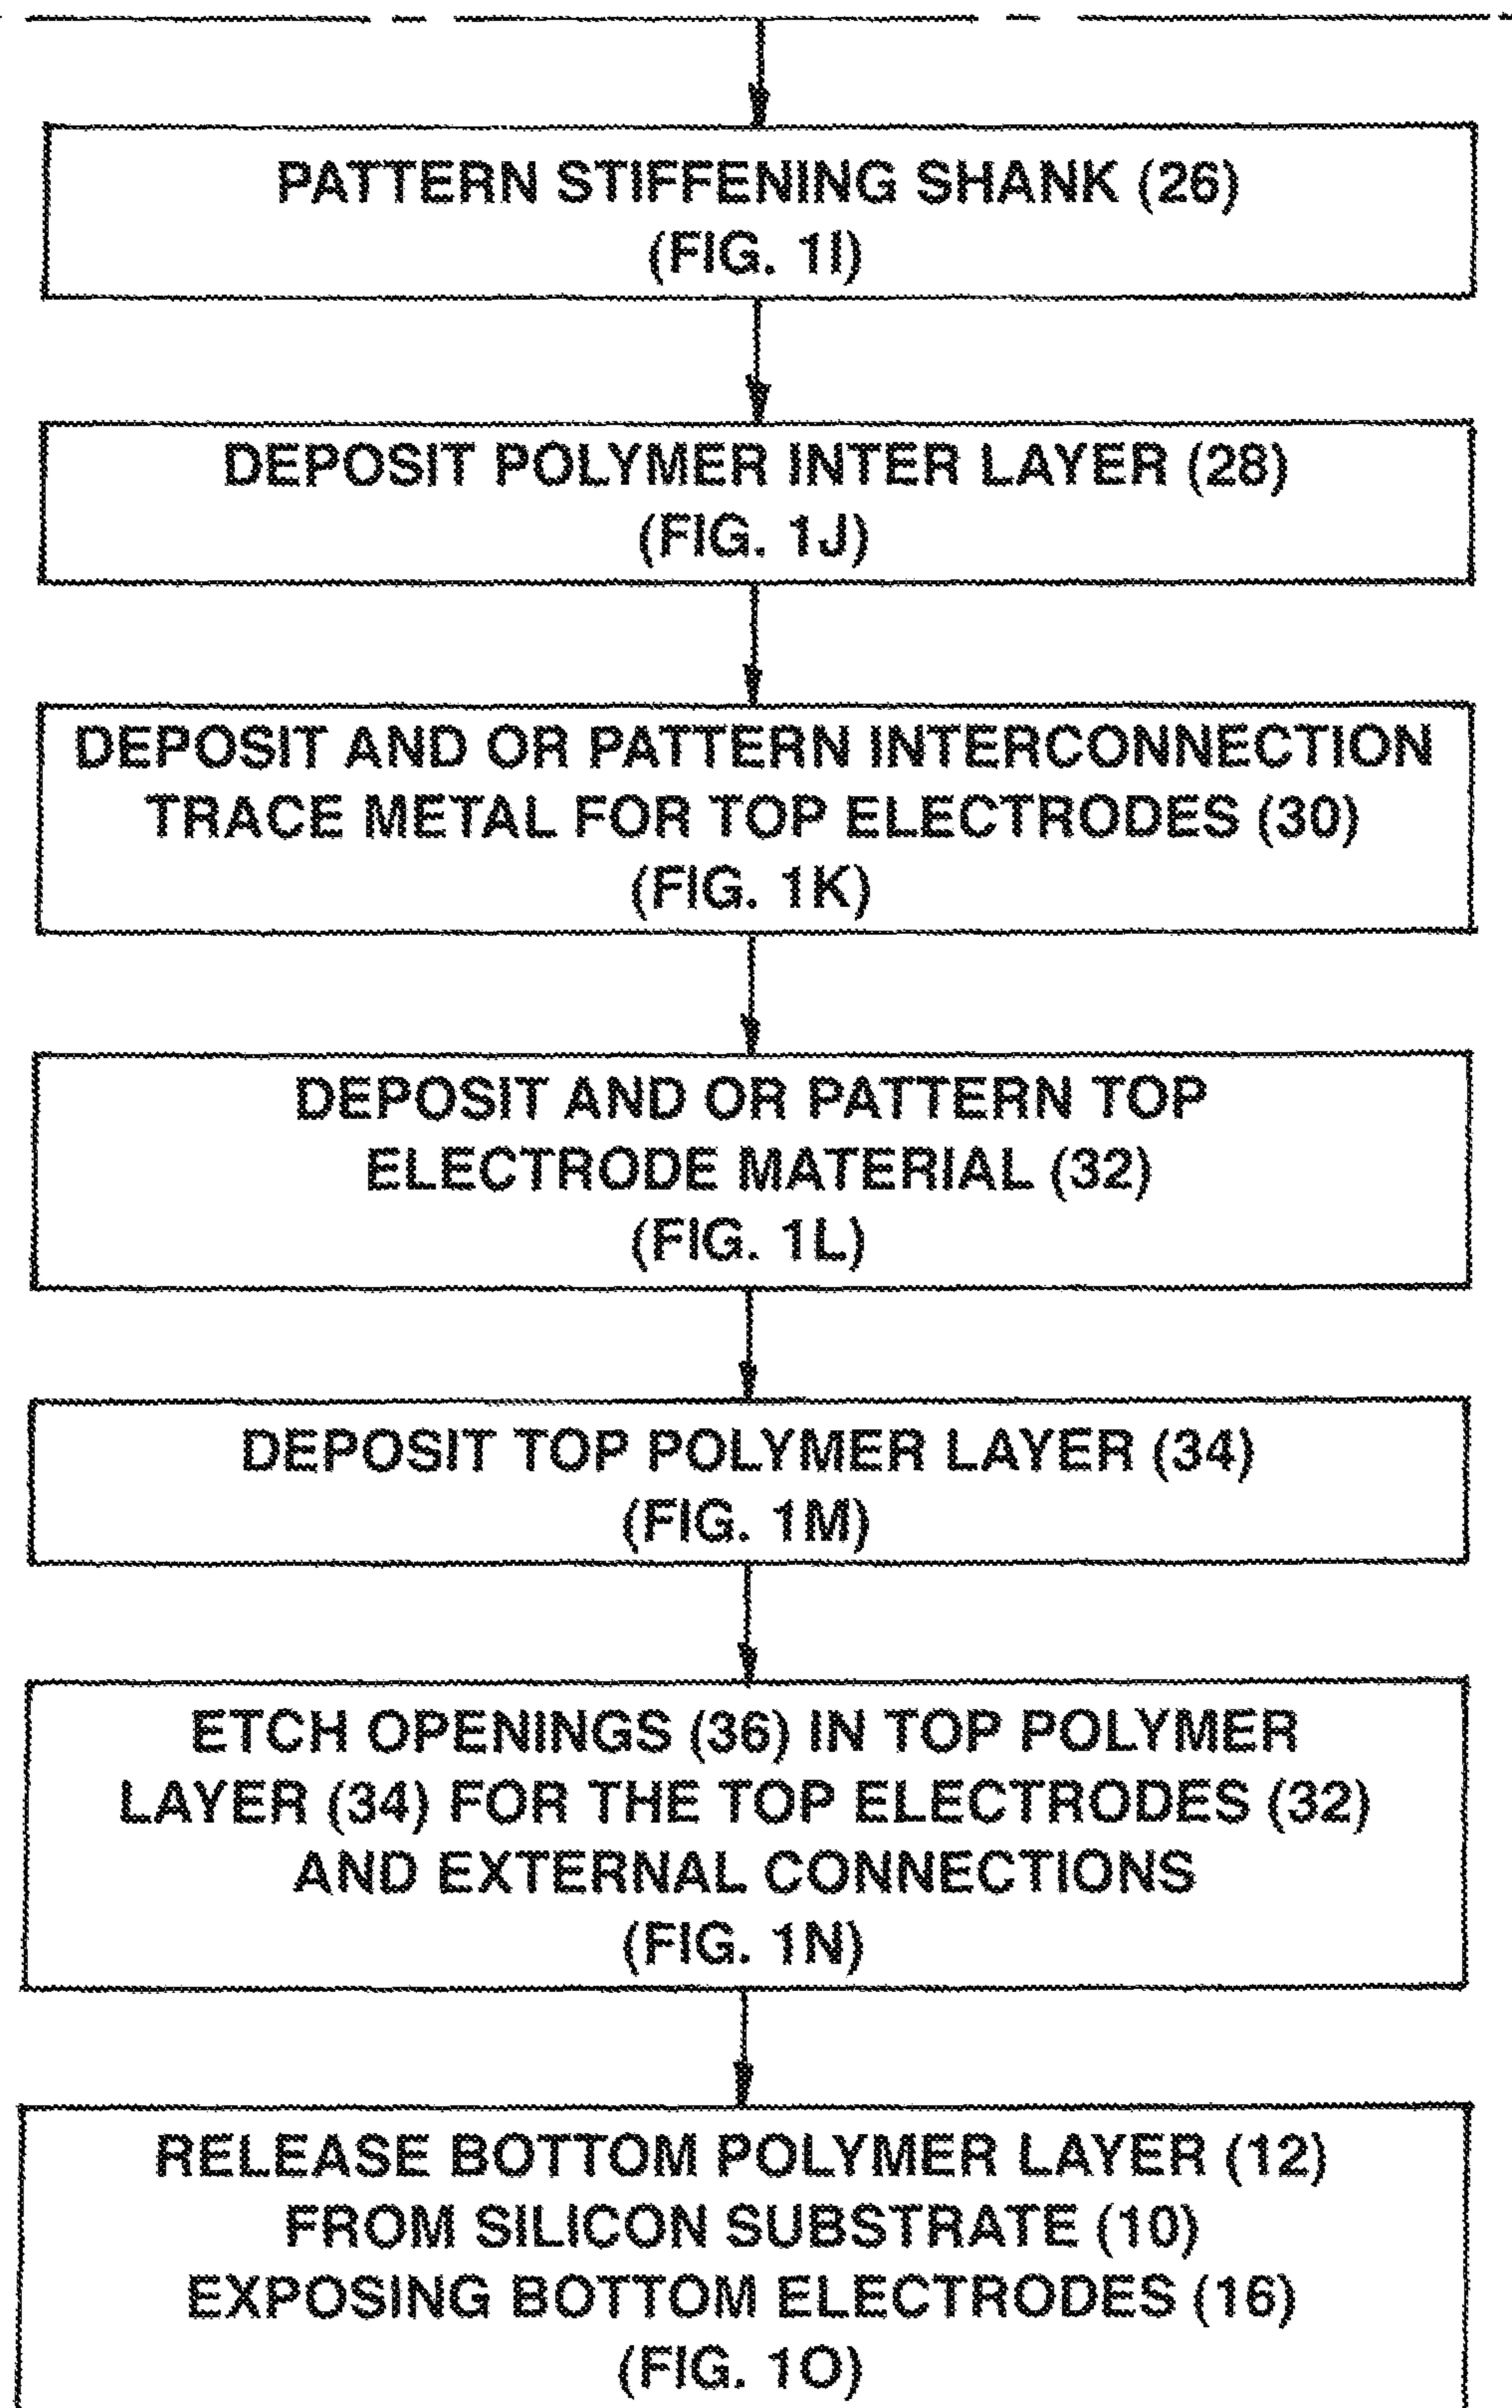 PATTERN STIFFENING SHANK (26)
(FIG. 1I)
DEPOSIT POLYMER INTER LAYER (28)
(FIG. 1J)
DEPOSIT AND OR PATTERN INTERCONNECTION
TRACE METAL FOR TOP ELECTRODES (30)
(FIG. 1K)
DEPOSIT AND OR PATTERN TOP
ELECTRODE MATERIAL (32)
(FIG. 1L)
DEPOSIT TOP POLYMER LAYER (34)
(FIG. 1M)
ETCH OPENINGS (36) IN TOP POLYMER
LAYER (34) FOR THE TOP ELECTRODES (32)
AND EXTERNAL CONNECTIONS
(FIG. 1N)
RELEASE BOTTOM POLYMER LAYER (12)
FROM SILICON SUBSTRATE (10)
EXPOSING BOTTOM ELECTRODES (16)
(FIG. 1O)